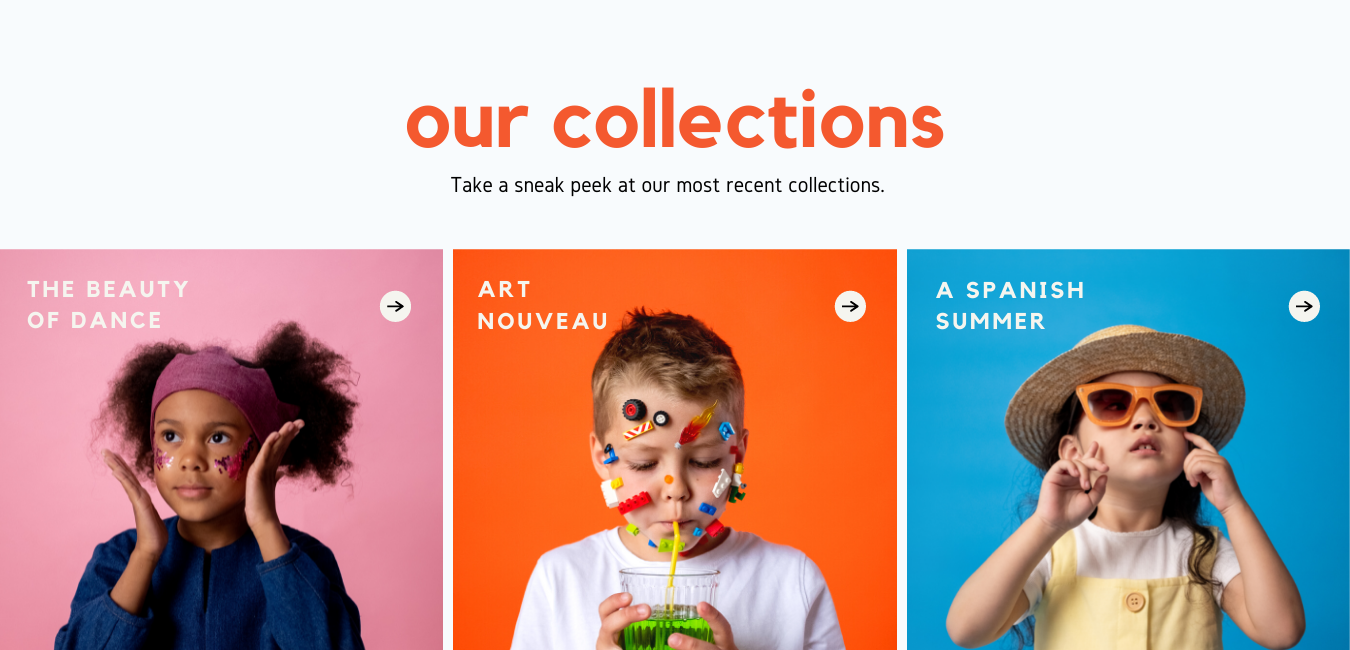 our collections
Take a sneak peek at our most recent collections.
THE BEAUTY
OF DANCE
ART
NOUVEAU
A SPANISH
SUMMER